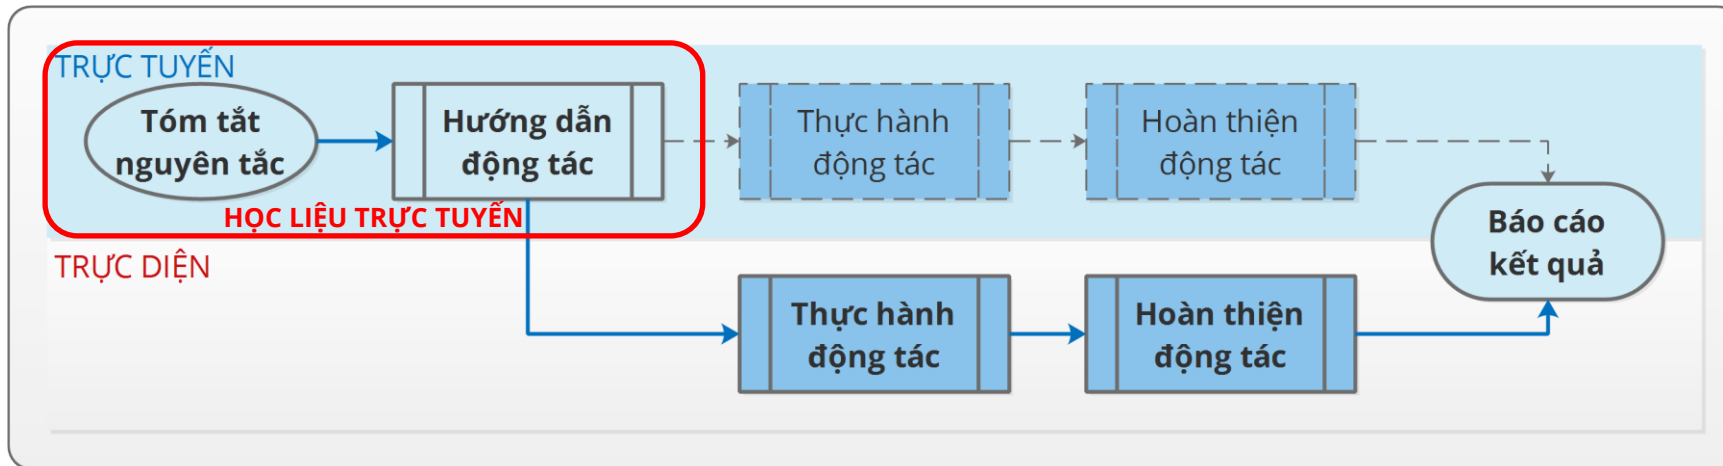 TRỰC TUYẾN
Tóm tắt
nguyên tắc
Hướng dẫn
động tác
Thực hành
động tác
Hoàn thiện
động tác
HỌC LIỆU TRỰC TUYẾN
Báo cáo
kết quả
TRỰC DIỆN
Thực hành
động tác
Hoàn thiện
động tác